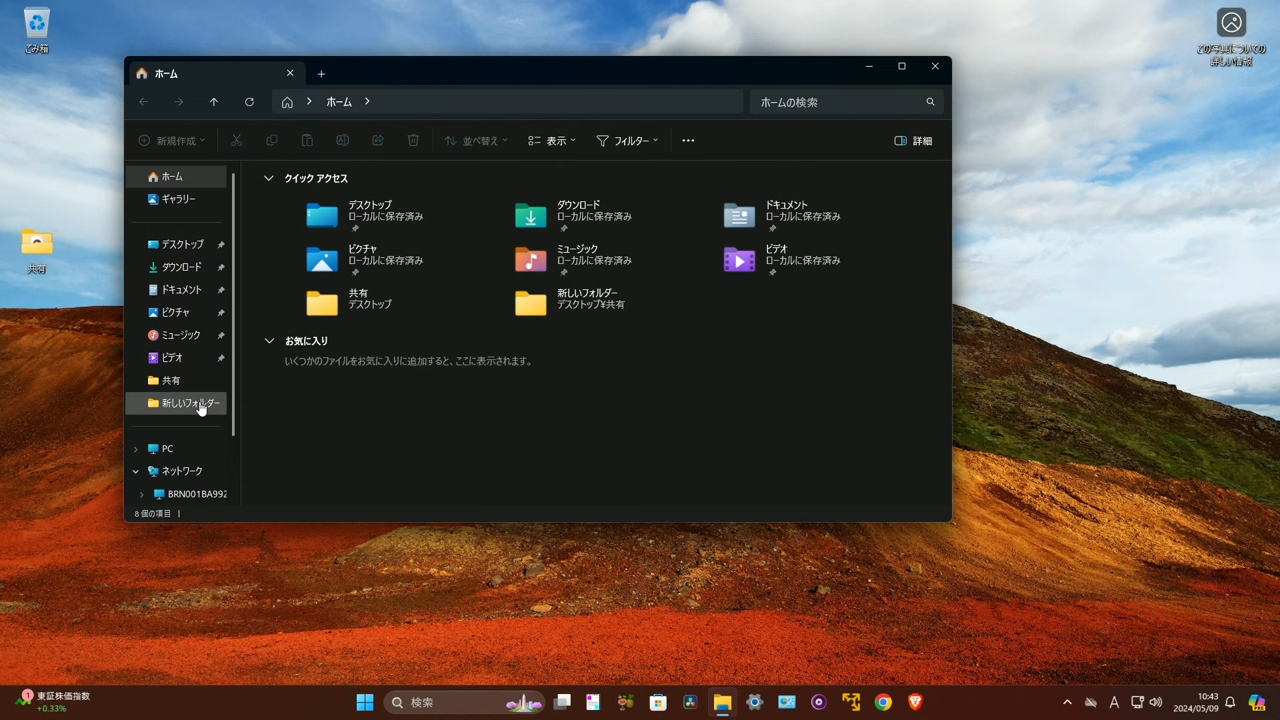 ごみ箱
この写真についての
詳しい情報
共有
ホーム
ホーム
ホームの検索
新規作成
並べ替え
表示
フィルター
詳細
ホーム
ギャラリー
デスクトップ
ダウンロード
ドキュメント
ピクチャ
ミュージック
ビデオ
共有
新しいフォルダー
PC
ネットワーク
BRN001BA992
クイック アクセス
デスクトップ
ローカルに保存済み
ダウンロード
ローカルに保存済み
ドキュメント
ローカルに保存済み
ピクチャ
ローカルに保存済み
ミュージック
ローカルに保存済み
ビデオ
ローカルに保存済み
共有
デスクトップ
新しいフォルダー
デスクトップ¥共有
お気に入り
いくつかのファイルをお気に入りに追加すると、ここに表示されます。
8 個の項目
1
東証株価指数
+0.33%
検索
A
10:43
2024/05/09